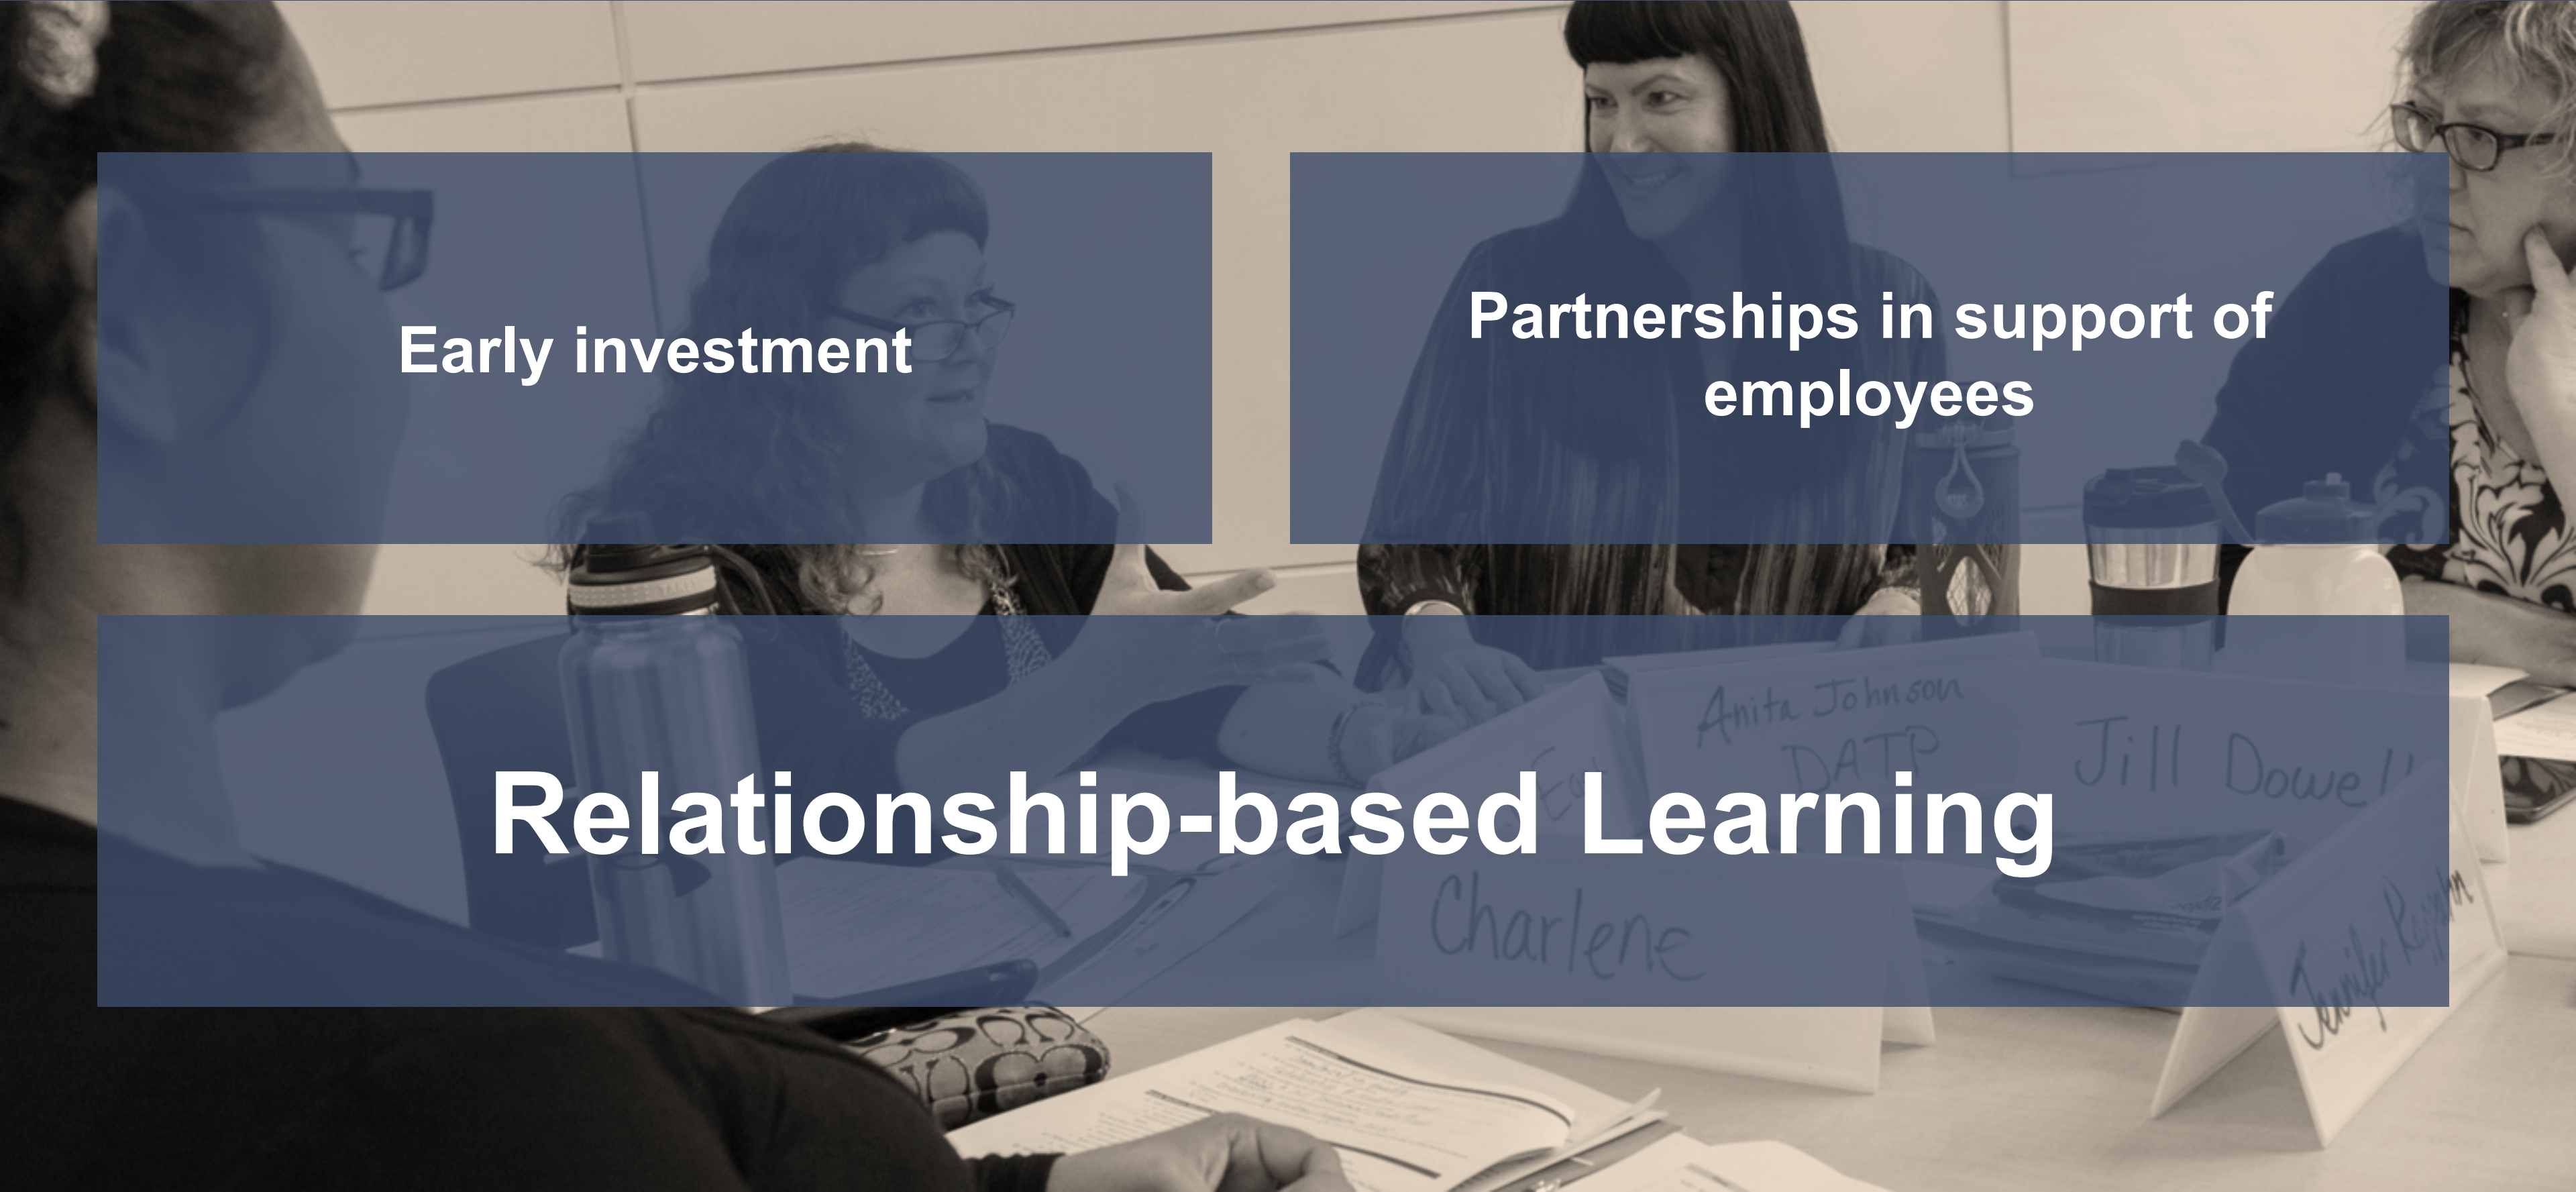 Early investment
Partnerships in support of
employees
Anita Johnson
DATP
Jill Dowell
Relationship-based Learning
Charlene
Jennifer